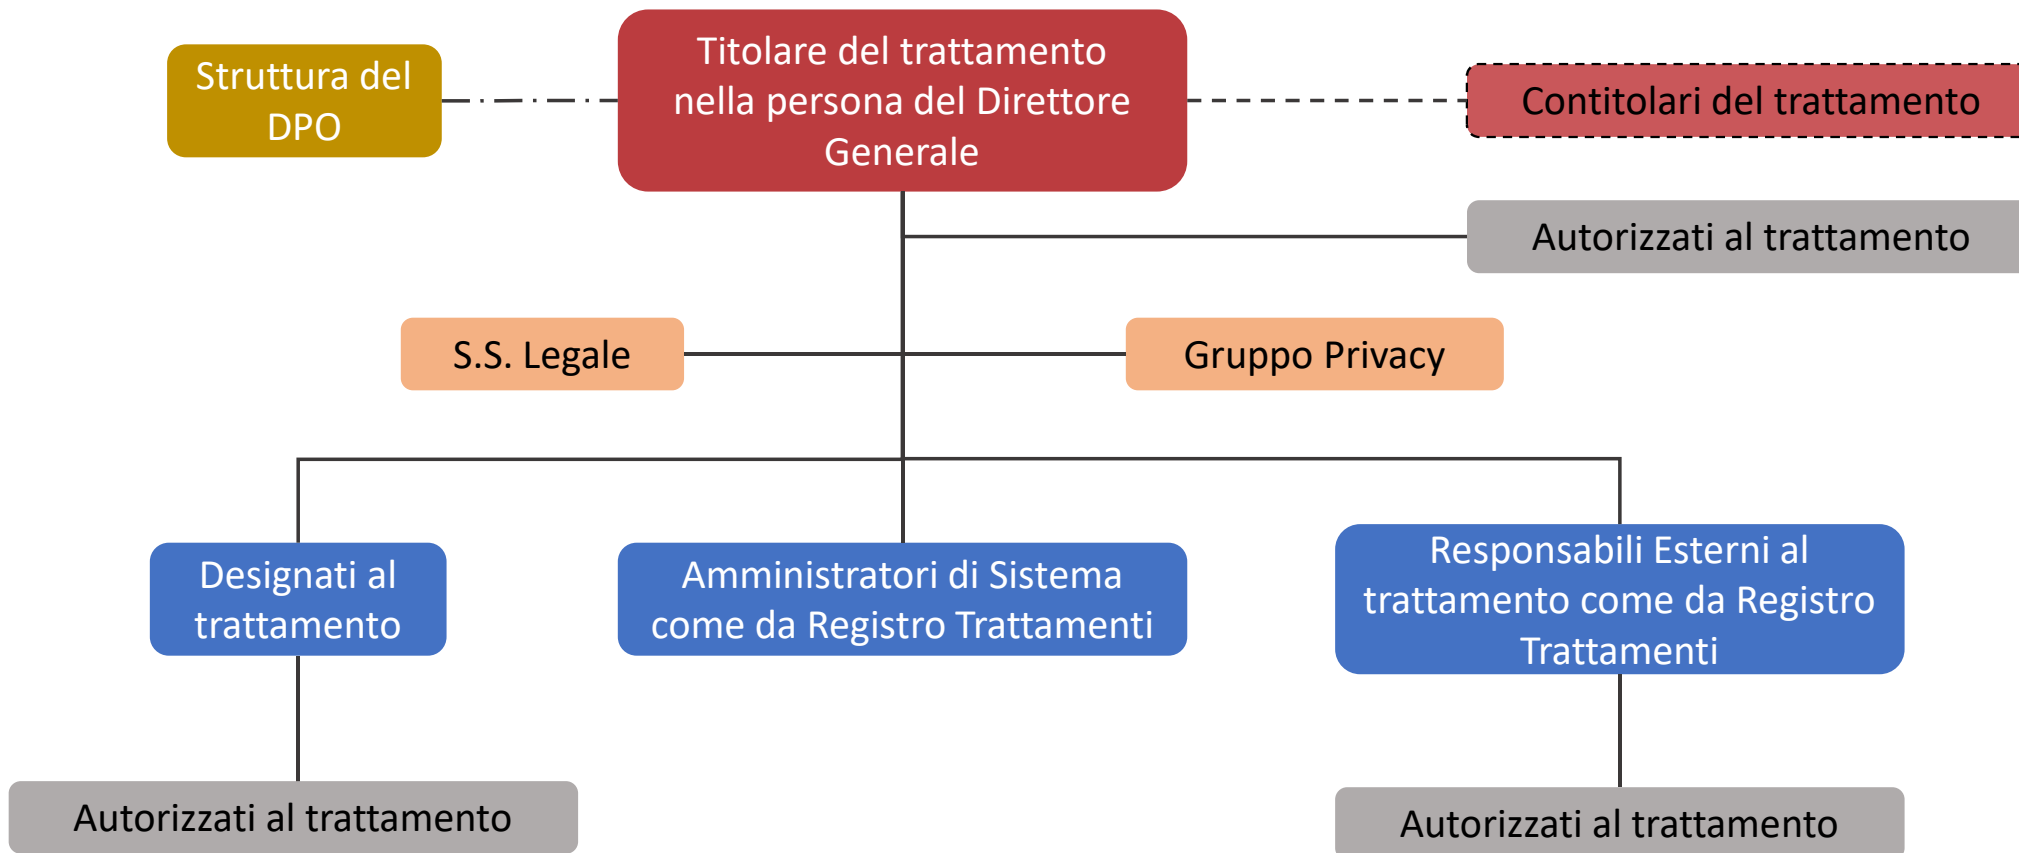 Struttura del
DPO
Titolare del trattamento
nella persona del Direttore
Generale
Contitolari del trattamento
Autorizzati al trattamento
S.S. Legale
Gruppo Privacy
Designati al
trattamento
Amministratori di Sistema
come da Registro Trattamenti
Responsabili Esterni al
trattamento come da Registro
Trattamenti
Autorizzati al trattamento
Autorizzati al trattamento